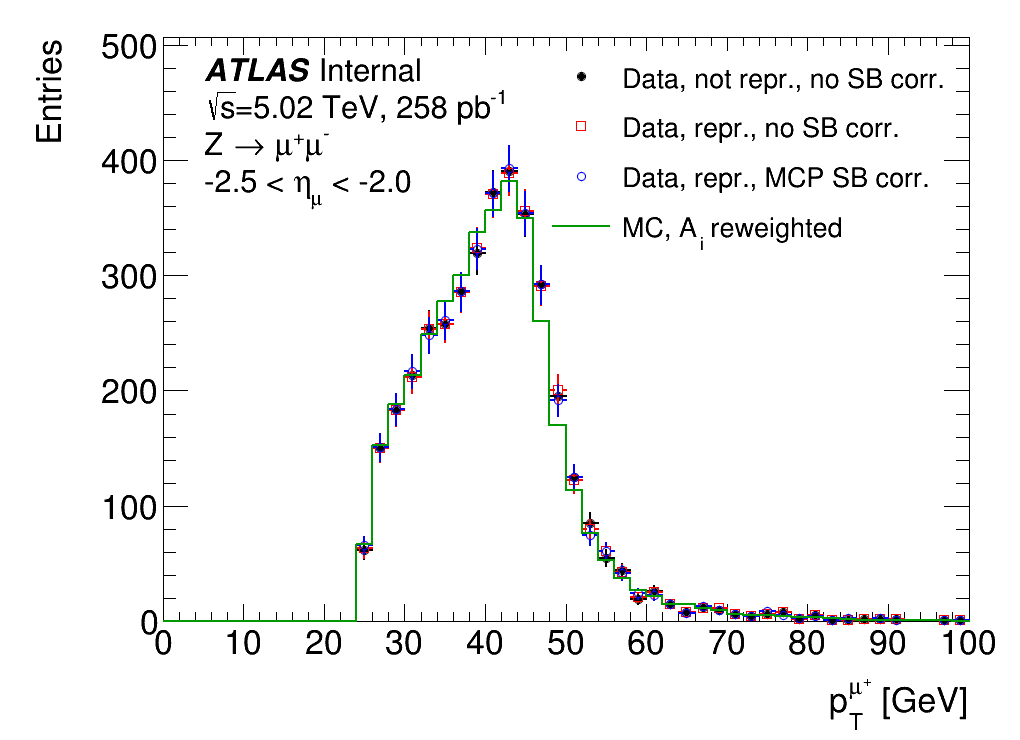 Entries
500
400
300
200
100
0
ATLAS Internal
√s=5.02 TeV, 258 pb⁻¹
Z → μ⁺μ⁻
-2.5 < η_μ < -2.0
Data, not repr., no SB corr.
Data, repr., no SB corr.
Data, repr., MCP SB corr.
MC, A_i reweighted
0 10 20 30 40 50 60 70 80 90 100
p_T^μ⁺ [GeV]